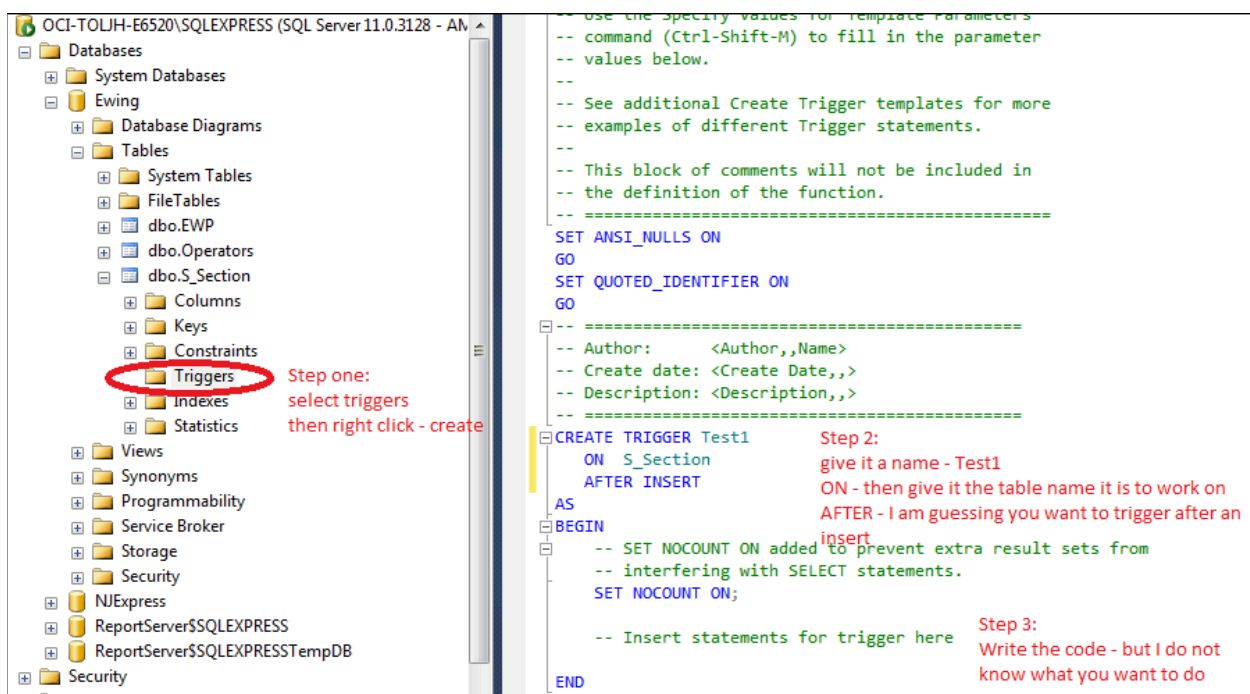 OCI-TOLJH-E6520\SQLEXPRESS (SQL Server 11.0.3128 - AM
Databases
System Databases
Ewing
Database Diagrams
Tables
System Tables
FileTables
dbo.EWP
dbo.Operators
dbo.S_Section
Columns
Keys
Constraints
Triggers
Indexes
Statistics
Views
Synonyms
Programmability
Service Broker
Storage
Security
NJExpress
ReportServer$SQLEXPRESS
ReportServer$SQLEXPRESSTempDB
Security
Step one:
select triggers
then right click - create
-- Use the Specify Values for Template Parameters
-- command (Ctrl-Shift-M) to fill in the parameter
-- values below.
--
-- See additional Create Trigger templates for more
-- examples of different Trigger statements.
--
-- This block of comments will not be included in
-- the definition of the function.
-- ================================================
SET ANSI_NULLS ON
GO
SET QUOTED_IDENTIFIER ON
GO
-- =============================================
-- Author: <Author,,Name>
-- Create date: <Create Date,,>
-- Description: <Description,,>
-- =============================================
CREATE TRIGGER Test1
ON S_Section
AFTER INSERT
AS
BEGIN
-- SET NOCOUNT ON added to prevent extra result sets from
-- interfering with SELECT statements.
SET NOCOUNT ON;
-- Insert statements for trigger here
END
Step 2:
give it a name - Test1
ON - then give it the table name it is to work on
AFTER - I am guessing you want to trigger after an
insert
Step 3:
Write the code - but I do not
know what you want to do